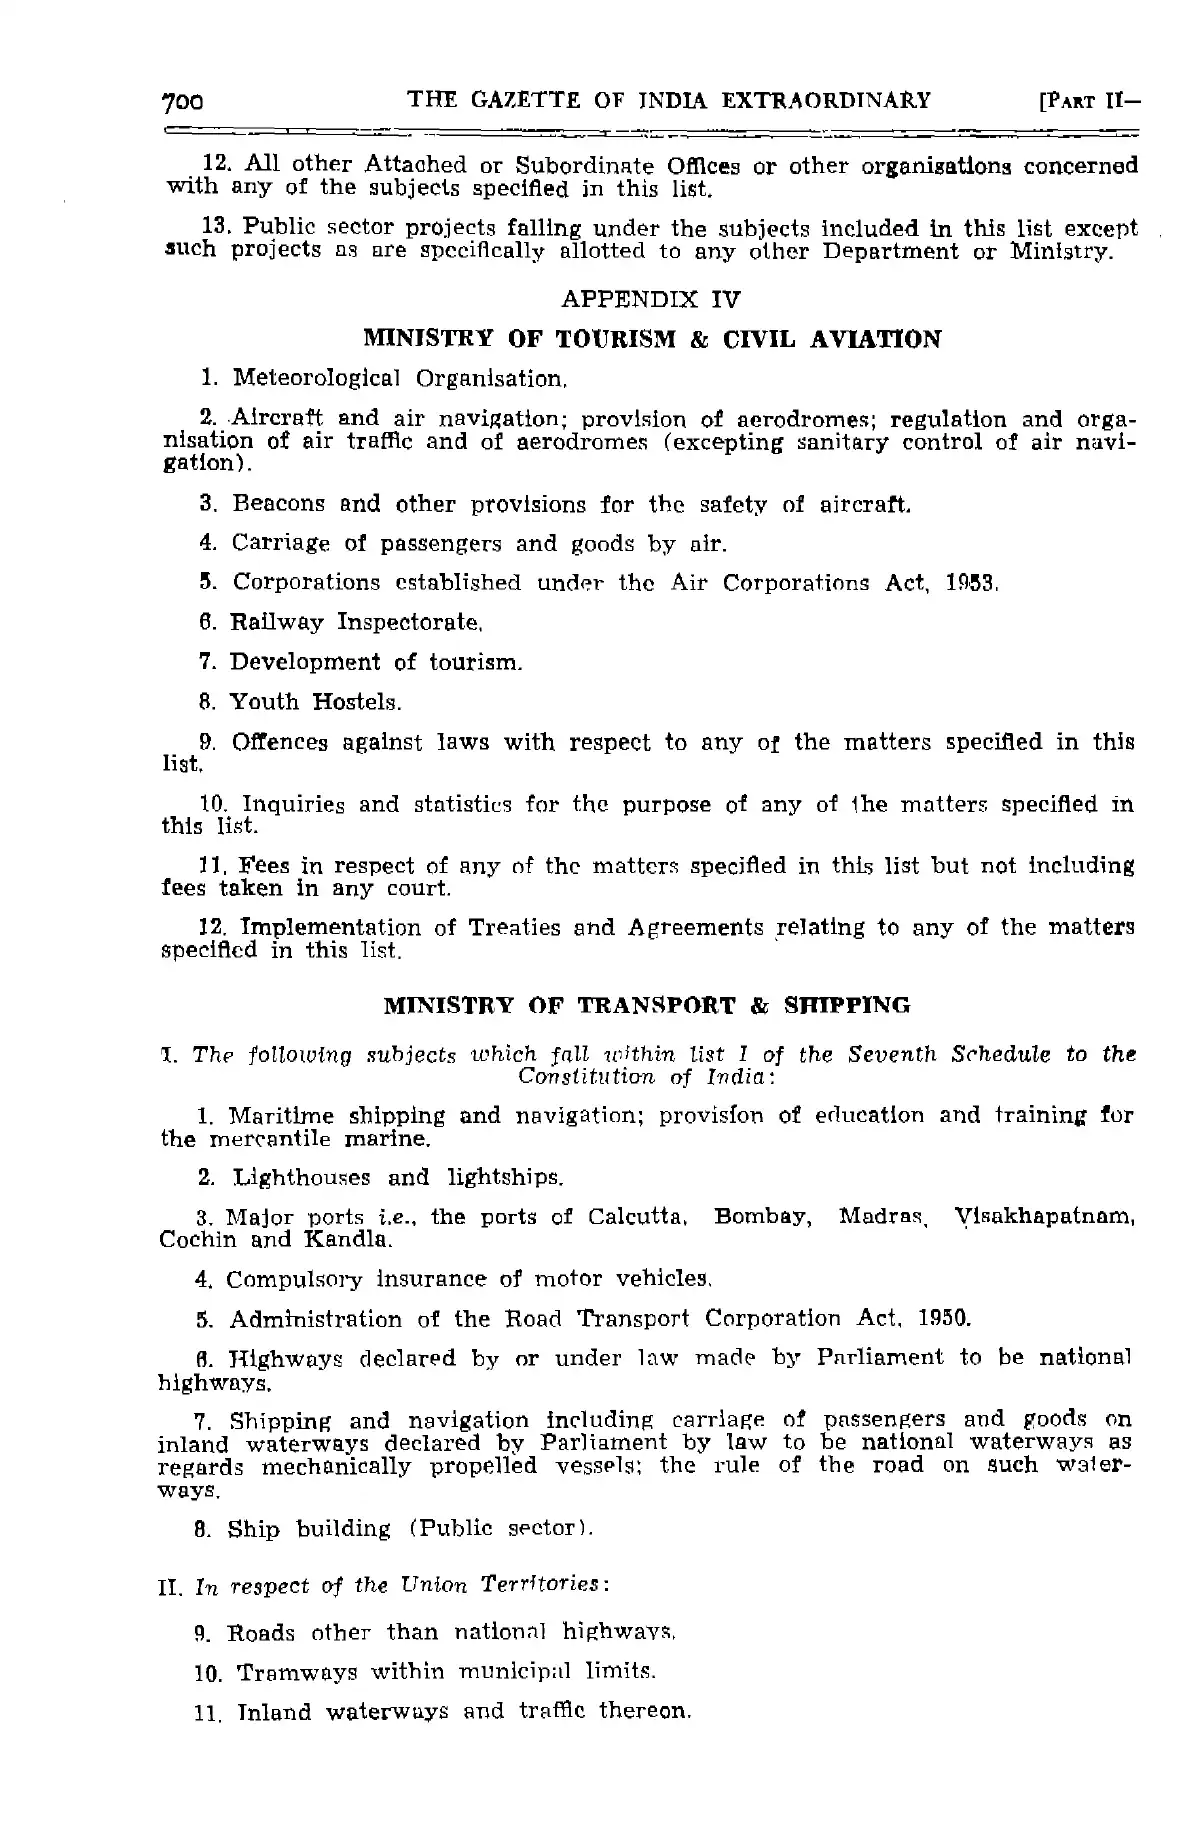 700 THE GAZETTE OF INDIA EXTRAORDINARY [PART II—
12. All other Attached or Subordinate Offices or other organisations concerned
with any of the subjects specified in this list.
13. Public sector projects falling under the subjects included in this list except
such projects as are specifically allotted to any other Department or Ministry.
APPENDIX IV
MINISTRY OF TOURISM & CIVIL AVIATION
1. Meteorological Organisation.
2. Aircraft and air navigation; provision of aerodromes; regulation and orga-
nisation of air traffic and of aerodromes (excepting sanitary control of air navi-
gation).
3. Beacons and other provisions for the safety of aircraft.
4. Carriage of passengers and goods by air.
5. Corporations established under the Air Corporations Act, 1953.
6. Railway Inspectorate.
7. Development of tourism.
8. Youth Hostels.
9. Offences against laws with respect to any of the matters specified in this
list.
10. Inquiries and statistics for the purpose of any of the matters specified in
this list.
11. Fees in respect of any of the matters specified in this list but not including
fees taken in any court.
12. Implementation of Treaties and Agreements relating to any of the matters
specified in this list.
MINISTRY OF TRANSPORT & SHIPPING
I. The following subjects which fall within list I of the Seventh Schedule to the
Constitution of India:
1. Maritime shipping and navigation; provision of education and training for
the mercantile marine.
2. Lighthouses and lightships.
3. Major ports i.e., the ports of Calcutta, Bombay, Madras, Visakhapatnam,
Cochin and Kandla.
4. Compulsory insurance of motor vehicles.
5. Administration of the Road Transport Corporation Act, 1950.
6. Highways declared by or under law made by Parliament to be national
highways.
7. Shipping and navigation including carriage of passengers and goods on
inland waterways declared by Parliament by law to be national waterways as
regards mechanically propelled vessels; the rule of the road on such water-
ways.
8. Ship building (Public sector).
II. In respect of the Union Territories:
9. Roads other than national highways.
10. Tramways within municipal limits.
11. Inland waterways and traffic thereon.